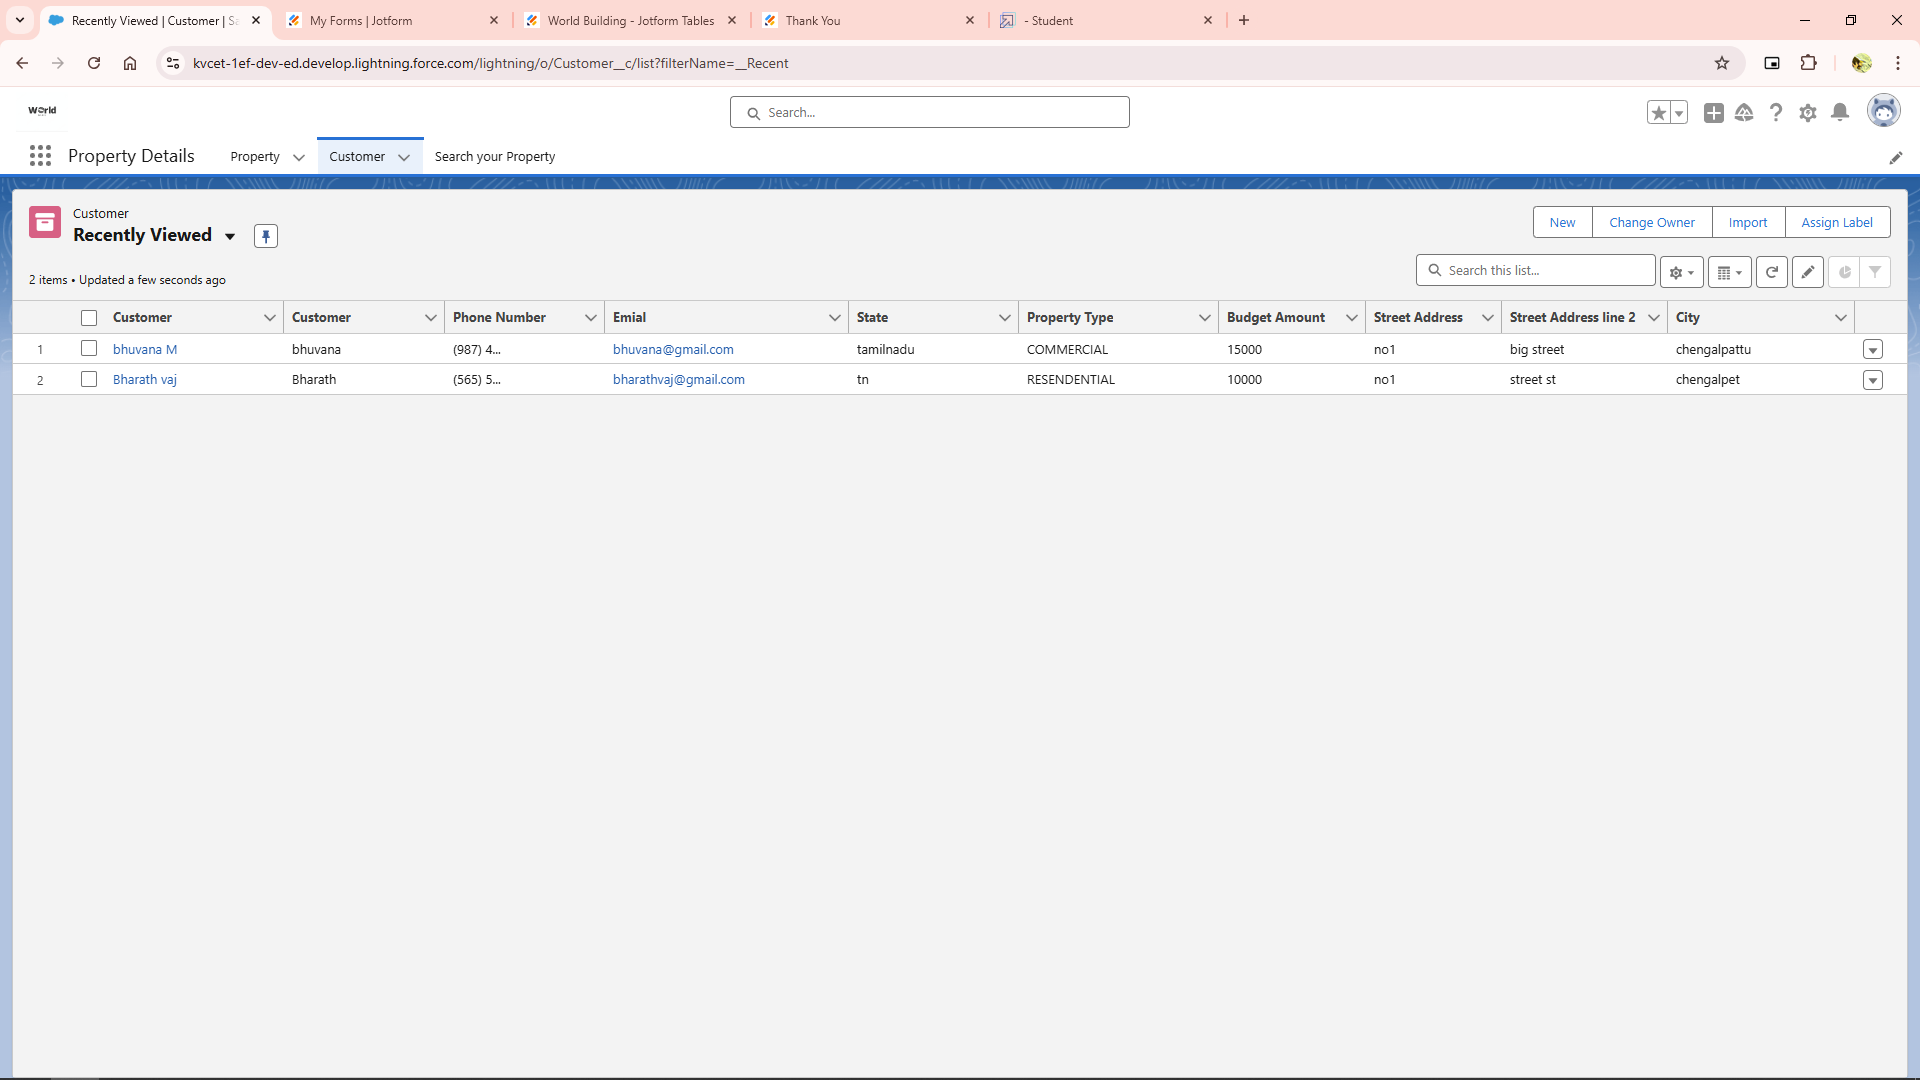 Recently Viewed | Customer | Sa
My Forms | Jotform
World Building - Jotform Tables
Thank You
- Student
kvcet-1ef-dev-ed.develop.lightning.force.com/lightning/o/Customer__c/list?filterName=__Recent
World
Search...
Property Details
Property
Customer
Search your Property
Customer
Recently Viewed
New
Change Owner
Import
Assign Label
2 items • Updated a few seconds ago
Search this list...
Customer Customer Phone Number Emial State Property Type Budget Amount Street Address Street Address line 2 City
1 bhuvana M bhuvana (987) 4... bhuvana@gmail.com tamilnadu COMMERCIAL 15000 no1 big street chengalpattu
2 Bharath vaj Bharath (565) 5... bharathvaj@gmail.com tn RESENDENTIAL 10000 no1 street st chengalpet